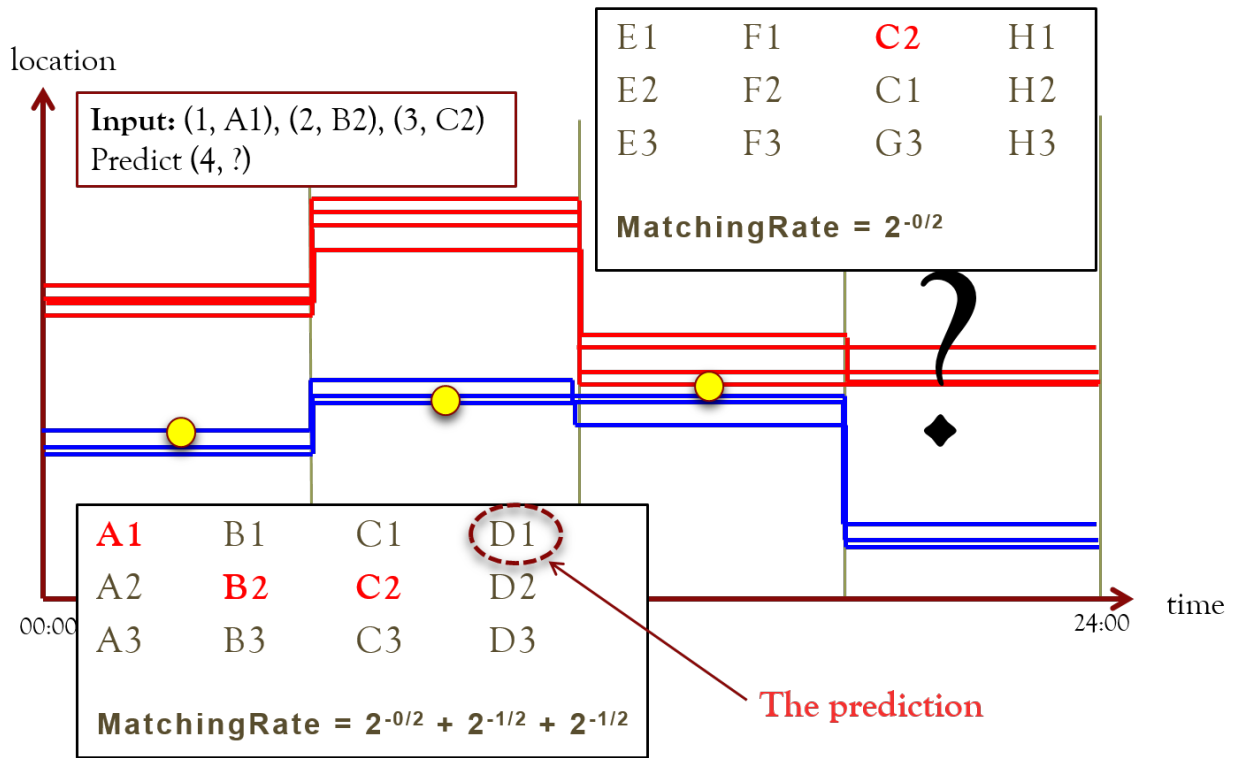 location
Input: (1, A1), (2, B2), (3, C2)
Predict (4, ?)
E1 F1 C2 H1
E2 F2 C1 H2
E3 F3 G3 H3
MatchingRate = 2^-0/2
?
A1 B1 C1 D1
A2 B2 C2 D2
A3 B3 C3 D3
MatchingRate = 2^-0/2 + 2^-1/2 + 2^-1/2
00:00
24:00
time
The prediction